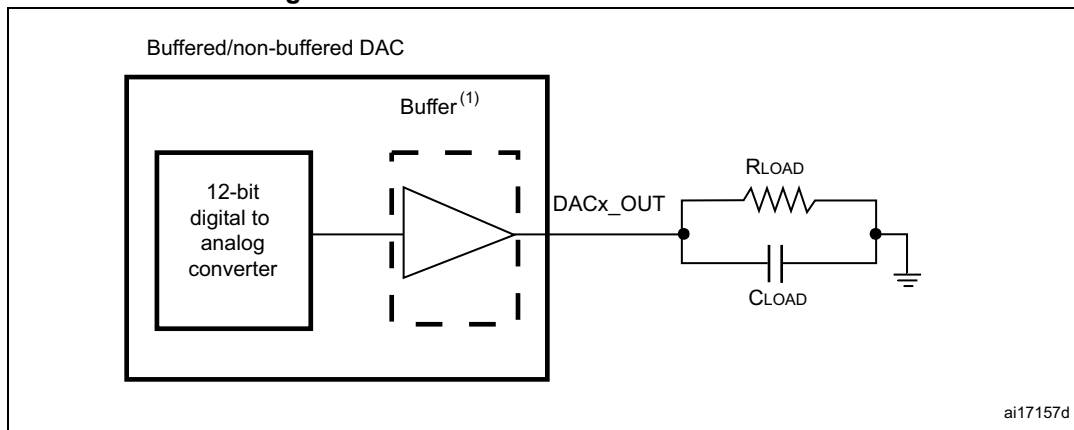 Buffered/non-buffered DAC
Buffer(1)
12-bit
digital to
analog
converter
DACx_OUT
RLOAD
CLOAD
ai17157d